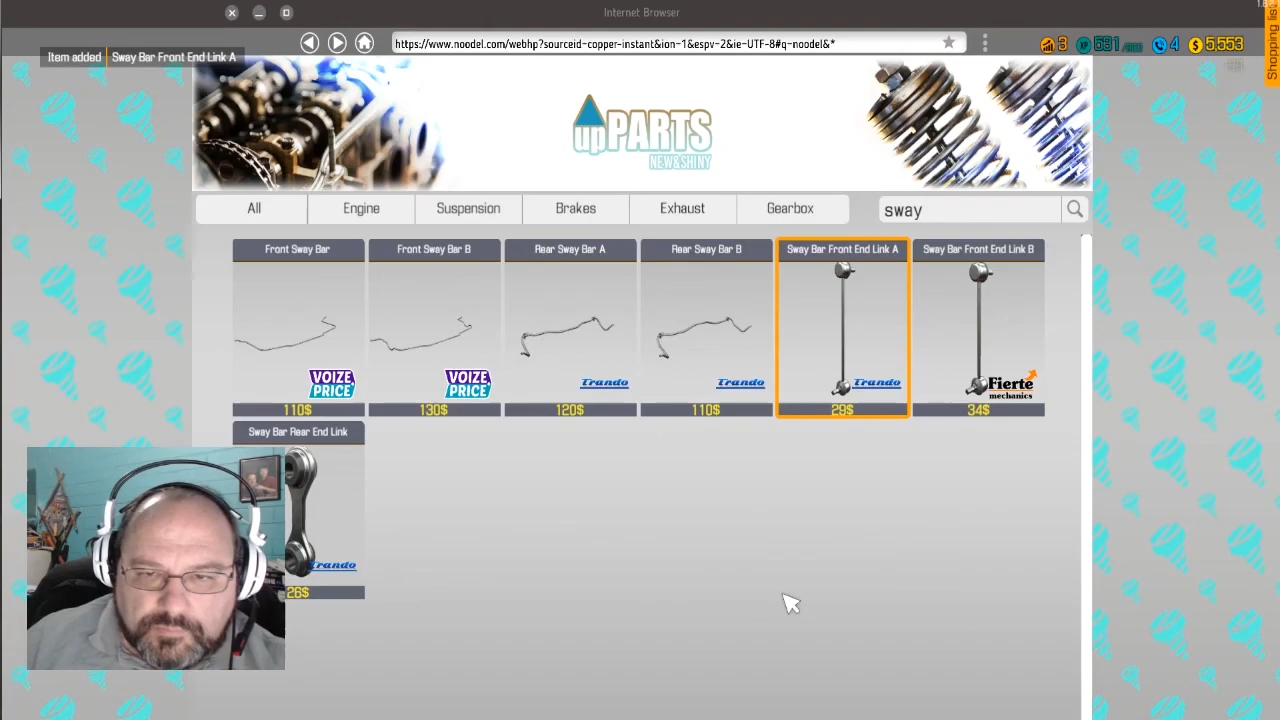 Internet Browser
https://www.noodel.com/webhp?sourceid=copper-instant&ion=1&espv=2&ie=UTF-8#q=noodel&*
Item added | Sway Bar Front End Link A
3
4
$ 5,553
Shopping list
upPARTS
NEW&SHINY
All Engine Suspension Brakes Exhaust Gearbox
sway
Front Sway Bar
VOIZE PRICE
110$
Front Sway Bar B
VOIZE PRICE
130$
Rear Sway Bar A
Trando
120$
Rear Sway Bar B
Trando
110$
Sway Bar Front End Link A
Trando
29$
Sway Bar Front End Link B
Fierte
mechanics
34$
Sway Bar Rear End Link
Trando
26$